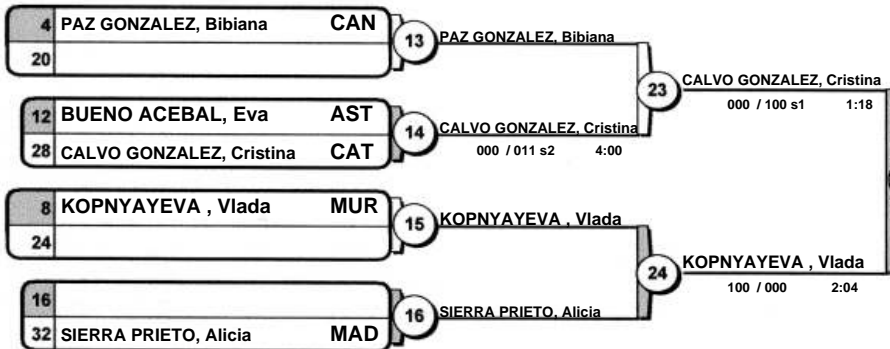 4 PAZ GONZALEZ, Bibiana CAN
20
13
PAZ GONZALEZ, Bibiana
12 BUENO ACEBAL, Eva AST
28 CALVO GONZALEZ, Cristina CAT
14
CALVO GONZALEZ, Cristina
000 / 011 s2 4:00
23
CALVO GONZALEZ, Cristina
000 / 100 s1 1:18
8 KOPNYAYEVA , Vlada MUR
24
15
KOPNYAYEVA , Vlada
16
32 SIERRA PRIETO, Alicia MAD
16
SIERRA PRIETO, Alicia
24
KOPNYAYEVA , Vlada
100 / 000 2:04